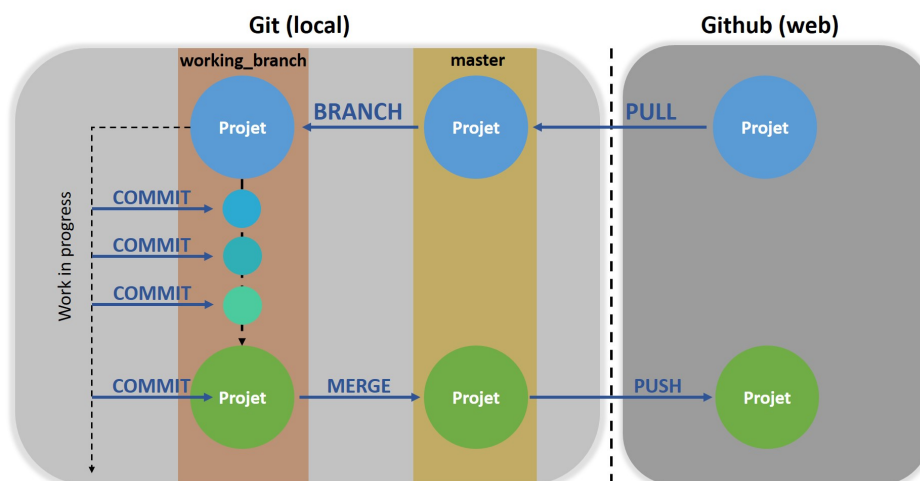 Git (local)
Github (web)
working_branch
master
Projet
BRANCH
Projet
PULL
Projet
Work in progress
COMMIT
COMMIT
COMMIT
COMMIT
Projet
MERGE
Projet
PUSH
Projet